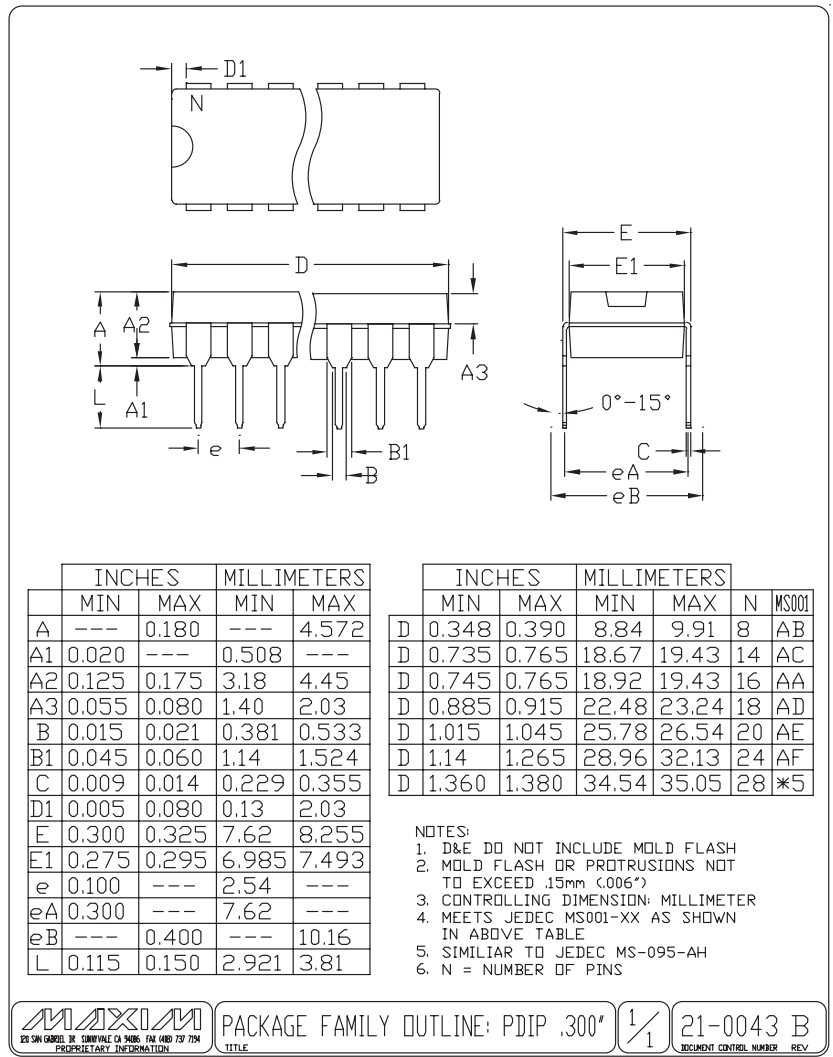 D1
N
D
E
E1
A
A2
A3
L
A1
0°-15°
e
B1
B
C
eA
eB
INCHES MILLIMETERS
MIN MAX MIN MAX
A --- 0.180 --- 4.572
A1 0.020 --- 0.508 ---
A2 0.125 0.175 3.18 4.45
A3 0.055 0.080 1.40 2.03
B 0.015 0.021 0.381 0.533
B1 0.045 0.060 1.14 1.524
C 0.009 0.014 0.229 0.355
D1 0.005 0.080 0.13 2.03
E 0.300 0.325 7.62 8.255
E1 0.275 0.295 6.985 7.493
e 0.100 --- 2.54 ---
eA 0.300 --- 7.62 ---
eB --- 0.400 --- 10.16
L 0.115 0.150 2.921 3.81
INCHES MILLIMETERS
MIN MAX MIN MAX N MS001
D 0.348 0.390 8.84 9.91 8 AB
D 0.735 0.765 18.67 19.43 14 AC
D 0.745 0.765 18.92 19.43 16 AA
D 0.885 0.915 22.48 23.24 18 AD
D 1.015 1.045 25.78 26.54 20 AE
D 1.14 1.265 28.96 32.13 24 AF
D 1.360 1.380 34.54 35.05 28 *5
NOTES:
1. D&E DO NOT INCLUDE MOLD FLASH
2. MOLD FLASH OR PROTRUSIONS NOT
TO EXCEED .15mm (.006")
3. CONTROLLING DIMENSION: MILLIMETER
4. MEETS JEDEC MS001-XX AS SHOWN
IN ABOVE TABLE
5. SIMILIAR TO JEDEC MS-095-AH
6. N = NUMBER OF PINS
MAXIM
120 SAN GABRIEL DR SUNNYVALE CA 94086 FAX (408) 737 7194
PROPRIETARY INFORMATION
PACKAGE FAMILY OUTLINE: PDIP .300"
TITLE
1/1
21-0043 B
DOCUMENT CONTROL NUMBER REV